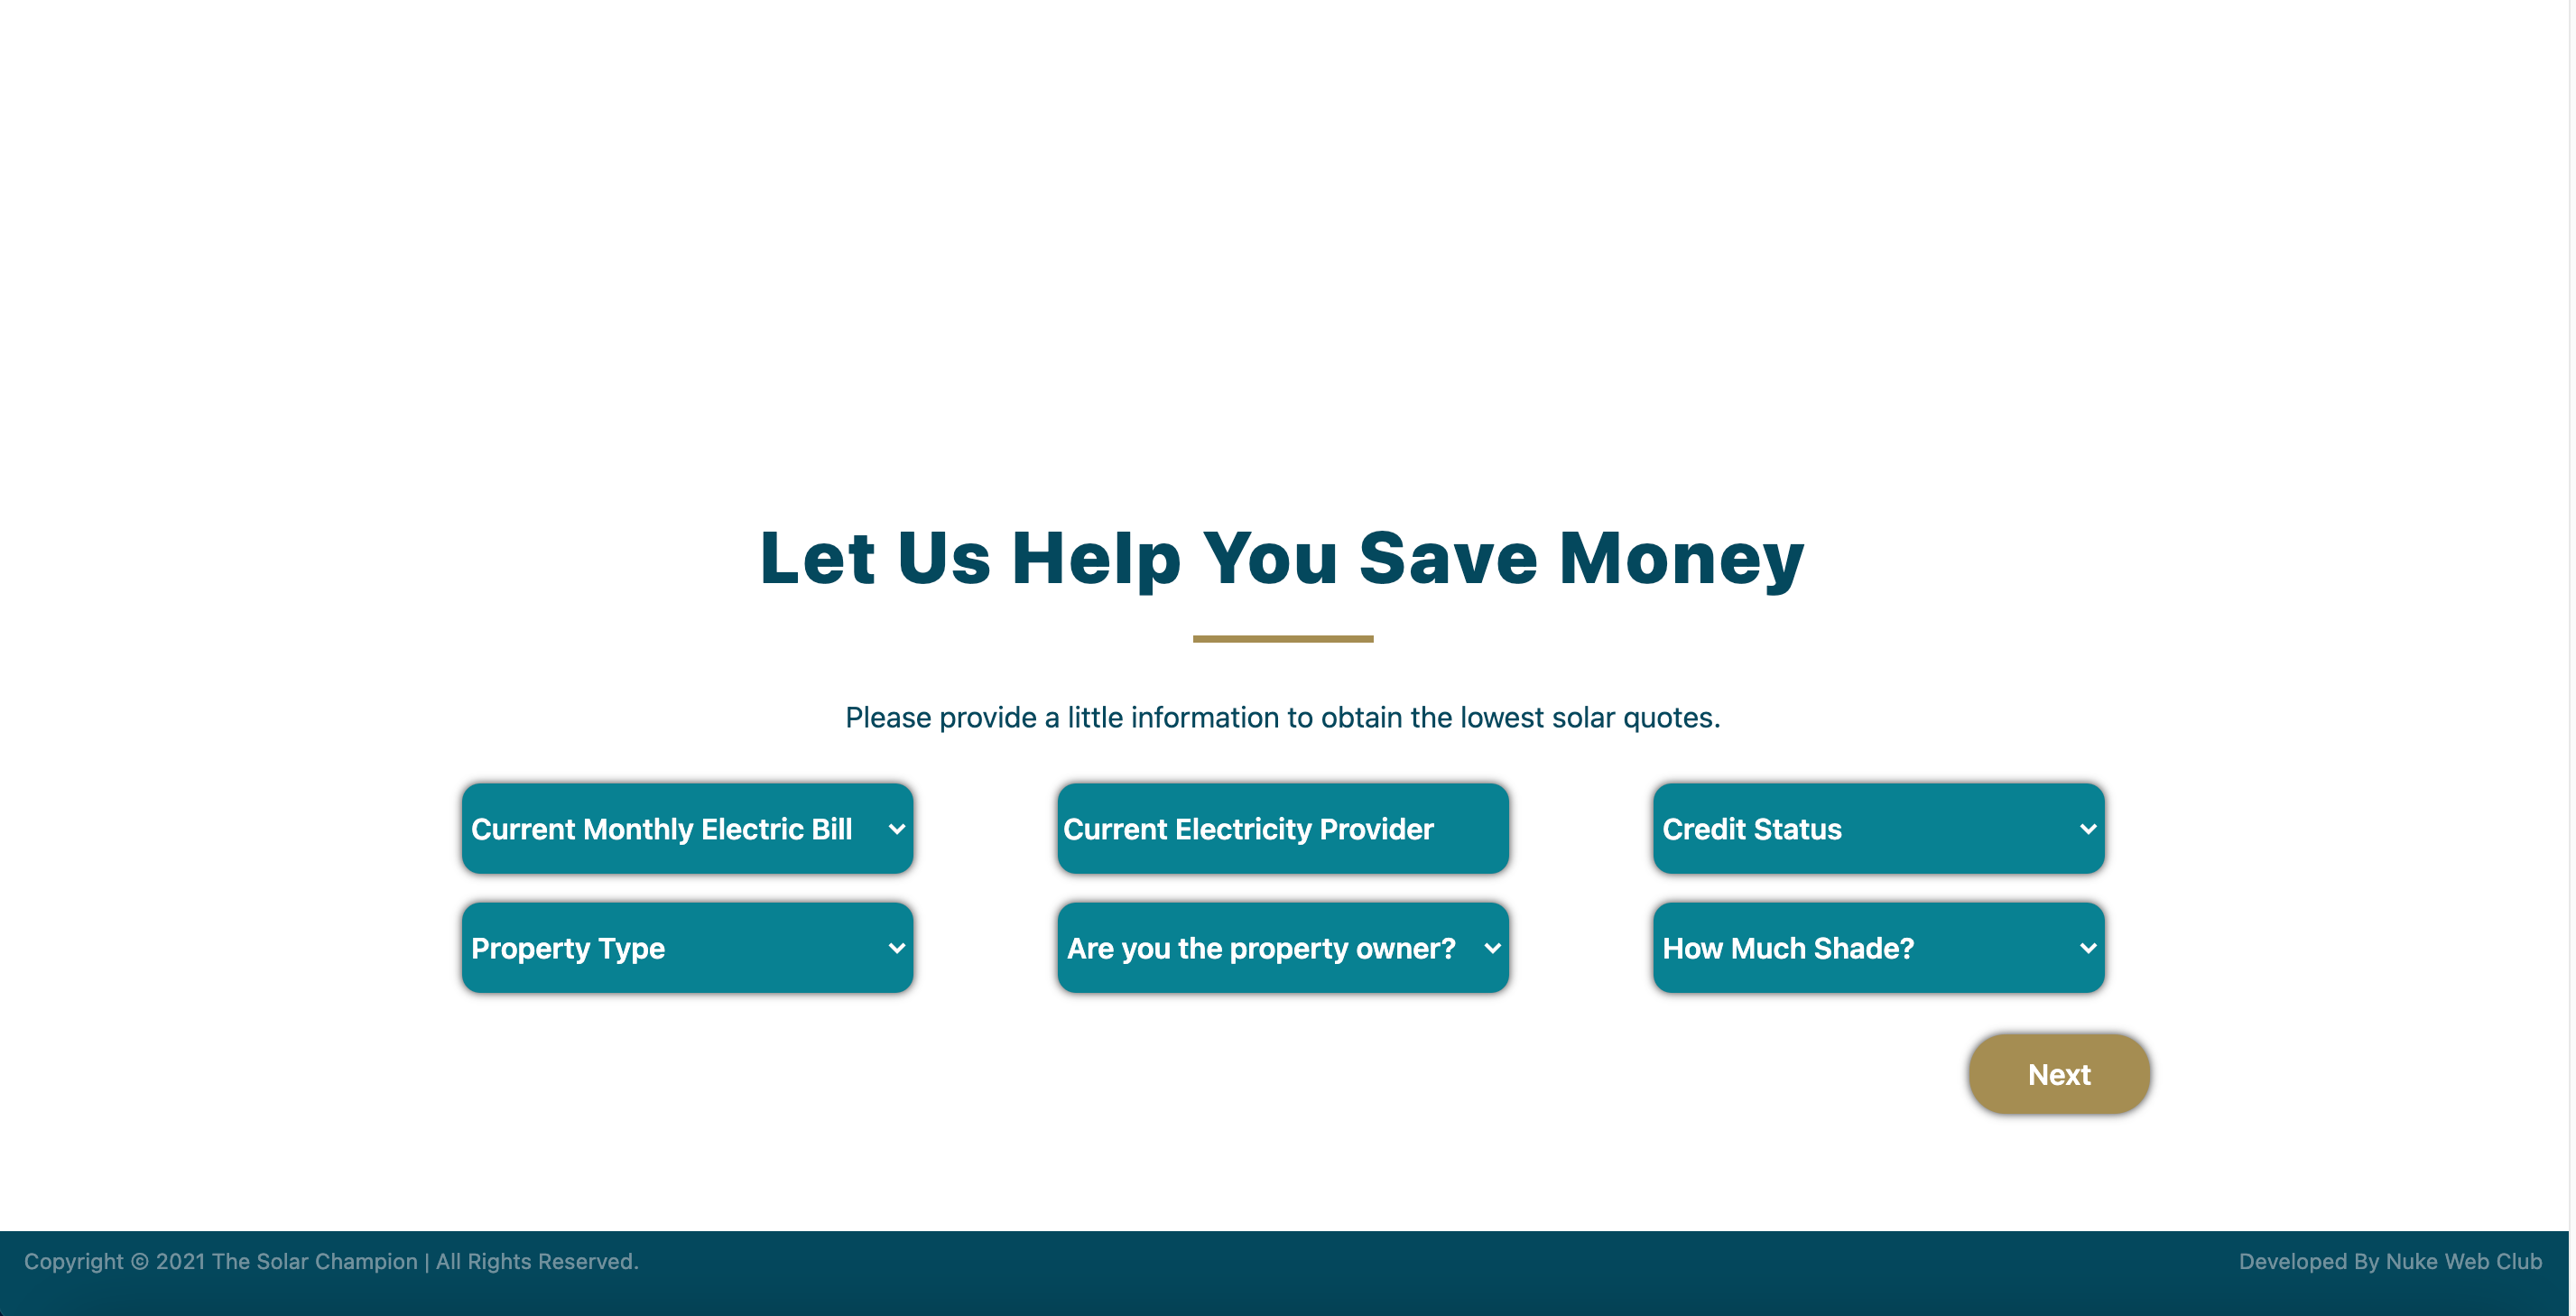 Let Us Help You Save Money
Please provide a little information to obtain the lowest solar quotes.
Current Monthly Electric Bill
Current Electricity Provider
Credit Status
Property Type
Are you the property owner?
How Much Shade?
Next
Copyright © 2021 The Solar Champion | All Rights Reserved.
Developed By Nuke Web Club